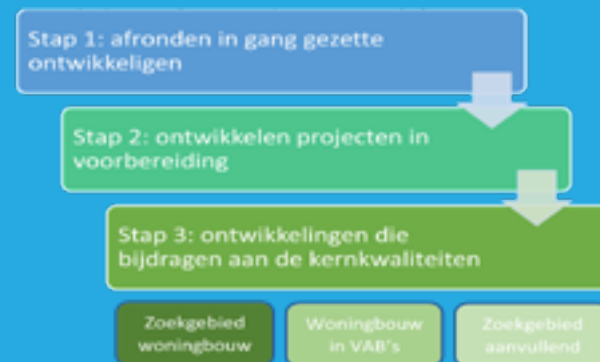 Stap 1: afronden in gang gezette
ontwikkeligen
Stap 2: ontwikkelen projecten in
voorbereiding
Stap 3: ontwikkelingen die
bijdragen aan de kernkwaliteiten
Zoekgebied
woningbouw
Woningbouw
in VAB's
Zoekgebied
aanvullend